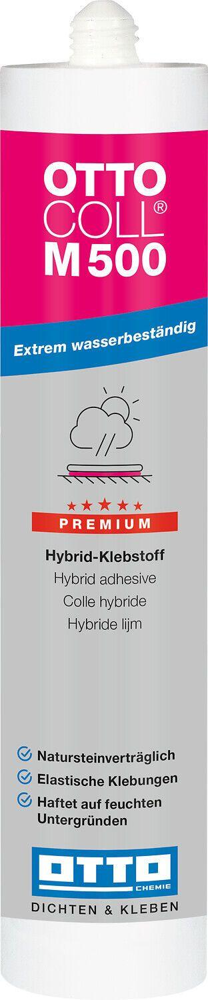 OTTO
COLL®
M 500
Extrem wasserbeständig
PREMIUM
Hybrid-Klebstoff
Hybrid adhesive
Colle hybride
Hybride lijm
Natursteinverträglich
Elastische Klebungen
Haftet auf feuchten
Untergründen
OTTO
CHEMIE
DICHTEN & KLEBEN